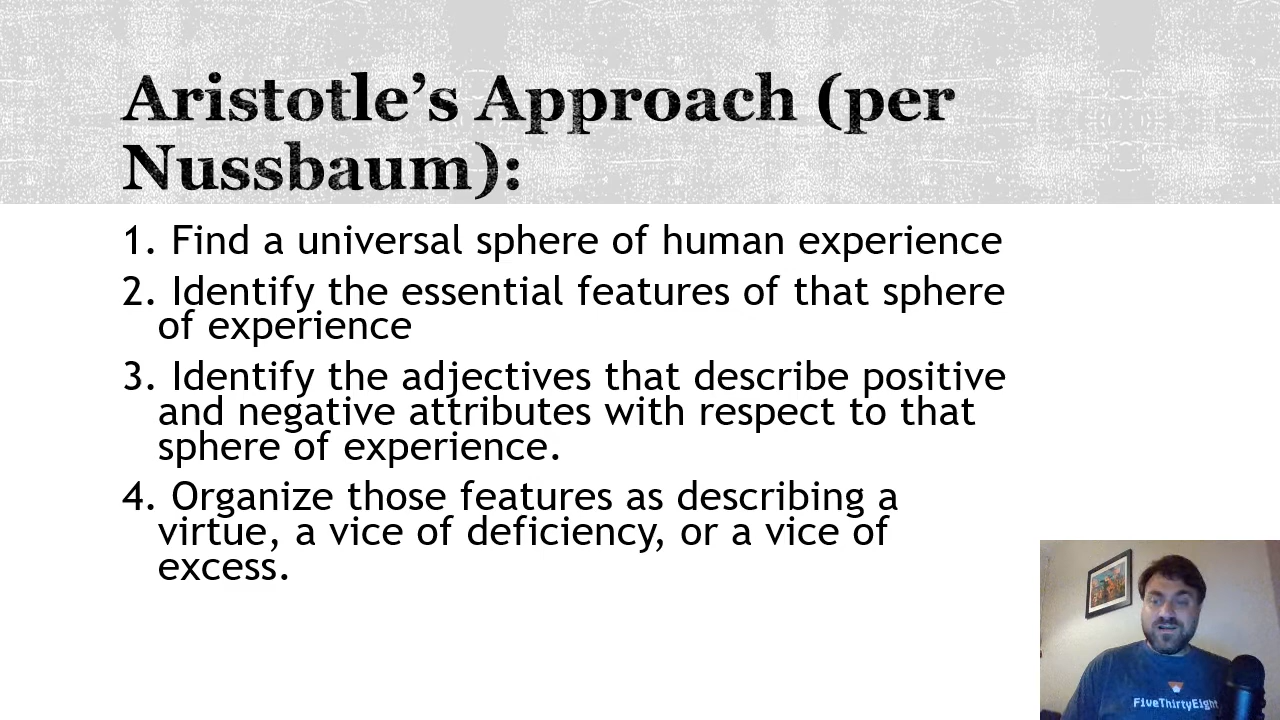 Aristotle’s Approach (per
Nussbaum):
1. Find a universal sphere of human experience
2. Identify the essential features of that sphere
of experience
3. Identify the adjectives that describe positive
and negative attributes with respect to that
sphere of experience.
4. Organize those features as describing a
virtue, a vice of deficiency, or a vice of
excess.
FiveThirtyEight